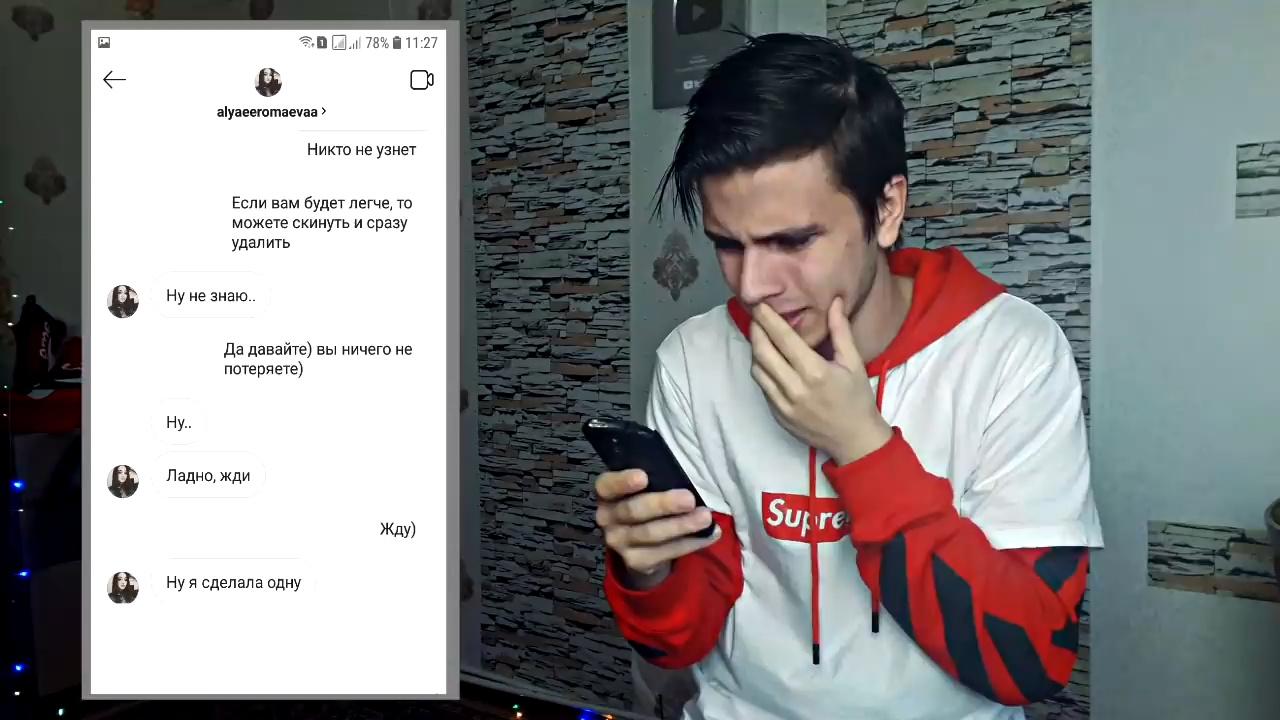 78% 11:27
alyaeeromaevaa
Никто не узнет
Если вам будет легче, то
можете скинуть и сразу
удалить
Ну не знаю..
Да давайте) вы ничего не
потеряете)
Ну..
Ладно, жди
Жду)
Ну я сделала одну
Supre